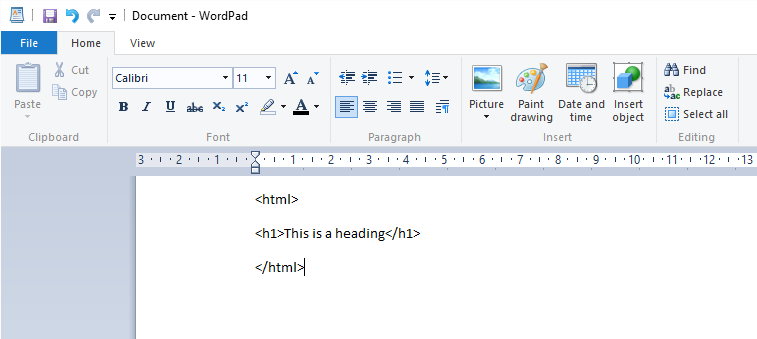 Document - WordPad
File Home View
Paste
Cut
Copy
Clipboard
Calibri 11
B I U abc X₂ X² A
Font
Paragraph
Picture
Paint drawing
Date and time
Insert object
Insert
Find
Replace
Select all
Editing
3 2 1 1 2 3 4 5 6 7 8 9 10 11 12 13
<html>
<h1>This is a heading</h1>
</html>